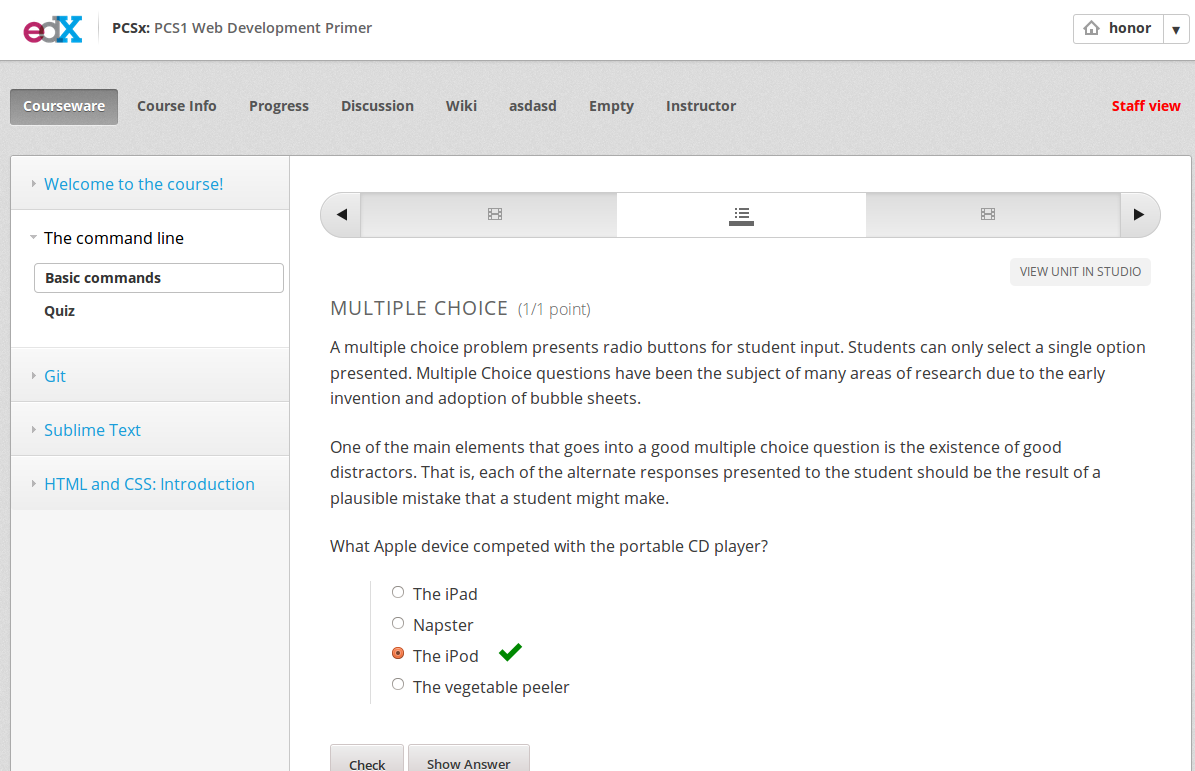 edX PCSx: PCS1 Web Development Primer
honor
Courseware Course Info Progress Discussion Wiki asdasd Empty Instructor Staff view
Welcome to the course!
The command line
Basic commands
Quiz
Git
Sublime Text
HTML and CSS: Introduction
VIEW UNIT IN STUDIO
MULTIPLE CHOICE (1/1 point)
A multiple choice problem presents radio buttons for student input. Students can only select a single option
presented. Multiple Choice questions have been the subject of many areas of research due to the early
invention and adoption of bubble sheets.
One of the main elements that goes into a good multiple choice question is the existence of good
distractors. That is, each of the alternate responses presented to the student should be the result of a
plausible mistake that a student might make.
What Apple device competed with the portable CD player?
The iPad
Napster
The iPod
The vegetable peeler
Check Show Answer